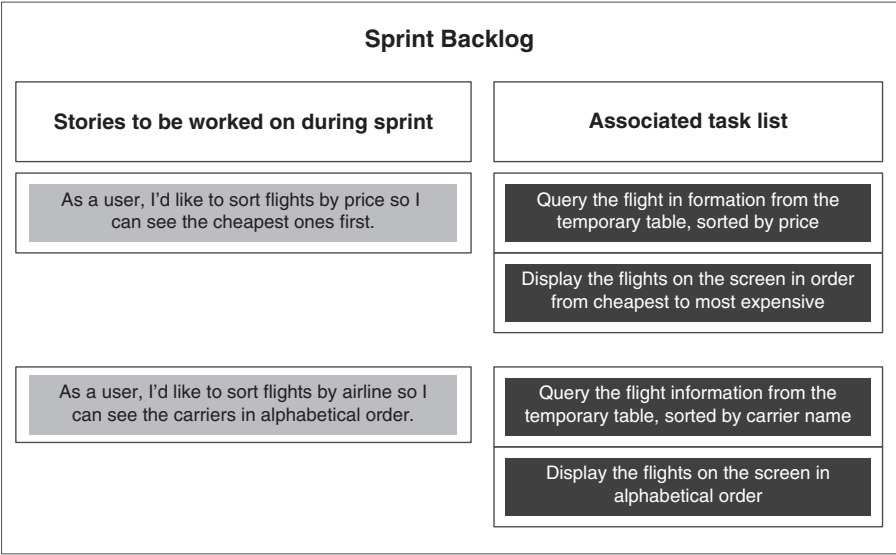 Sprint Backlog
Stories to be worked on during sprint
Associated task list
As a user, I'd like to sort flights by price so I
can see the cheapest ones first.
Query the flight in formation from the
temporary table, sorted by price
Display the flights on the screen in order
from cheapest to most expensive
As a user, I'd like to sort flights by airline so I
can see the carriers in alphabetical order.
Query the flight information from the
temporary table, sorted by carrier name
Display the flights on the screen in
alphabetical order